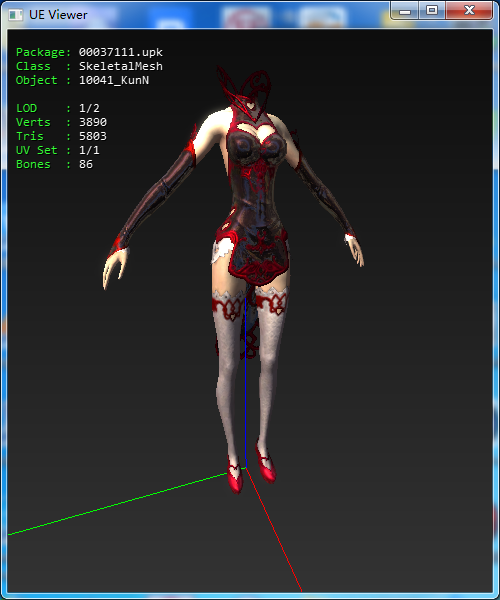 UE Viewer
Package: 00037111.upk
Class : SkeletalMesh
Object : 10041_KunN
LOD : 1/2
Verts : 3890
Tris : 5803
UV Set : 1/1
Bones : 86